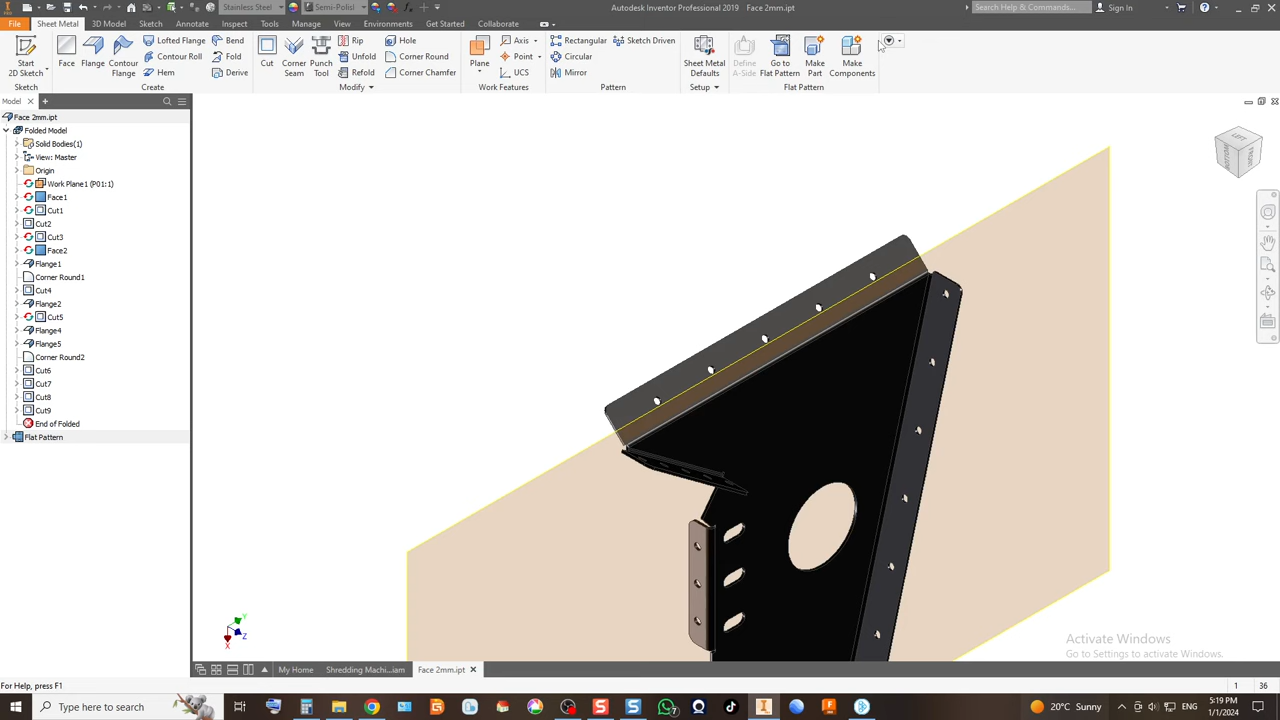 Stainless Steel
Semi-Polisl
Autodesk Inventor Professional 2019 Face 2mm.ipt
Search Help & Commands...
Sign In
File Sheet Metal 3D Model Sketch Annotate Inspect Tools Manage View Environments Get Started Collaborate
Start
2D Sketch
Sketch
Face
Flange
Contour
Flange
Lofted Flange
Contour Roll
Hem
Bend
Fold
Derive
Create
Cut
Corner
Seam
Punch
Tool
Rip
Unfold
Refold
Hole
Corner Round
Corner Chamfer
Modify
Plane
Axis
Point
UCS
Work Features
Rectangular
Circular
Mirror
Sketch Driven
Pattern
Sheet Metal
Defaults
Setup
Define
A-Side
Go to
Flat Pattern
Make
Part
Make
Components
Flat Pattern
Model
Face 2mm.ipt
Folded Model
Solid Bodies(1)
View: Master
Origin
Work Plane1 (P01:1)
Face1
Cut1
Cut2
Cut3
Face2
Flange1
Corner Round1
Cut4
Flange2
Cut5
Flange4
Flange5
Corner Round2
Cut6
Cut7
Cut8
Cut9
End of Folded
Flat Pattern
LEFT
BOTTOM
Y
Z
X
Activate Windows
Go to Settings to activate Windows.
My Home
Shredding Machi...iam
Face 2mm.ipt
For Help, press F1
1
36
Type here to search
7
20°C Sunny
5:19 PM
1/1/2024